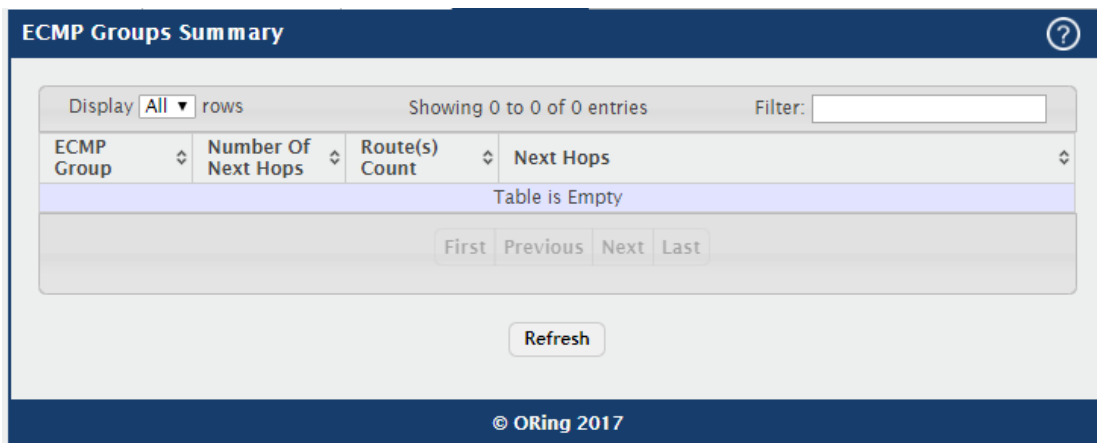 ECMP Groups Summary ?
Display All rows Showing 0 to 0 of 0 entries Filter:
ECMP Group Number Of Next Hops Route(s) Count Next Hops
Table is Empty
First Previous Next Last
Refresh
© ORing 2017